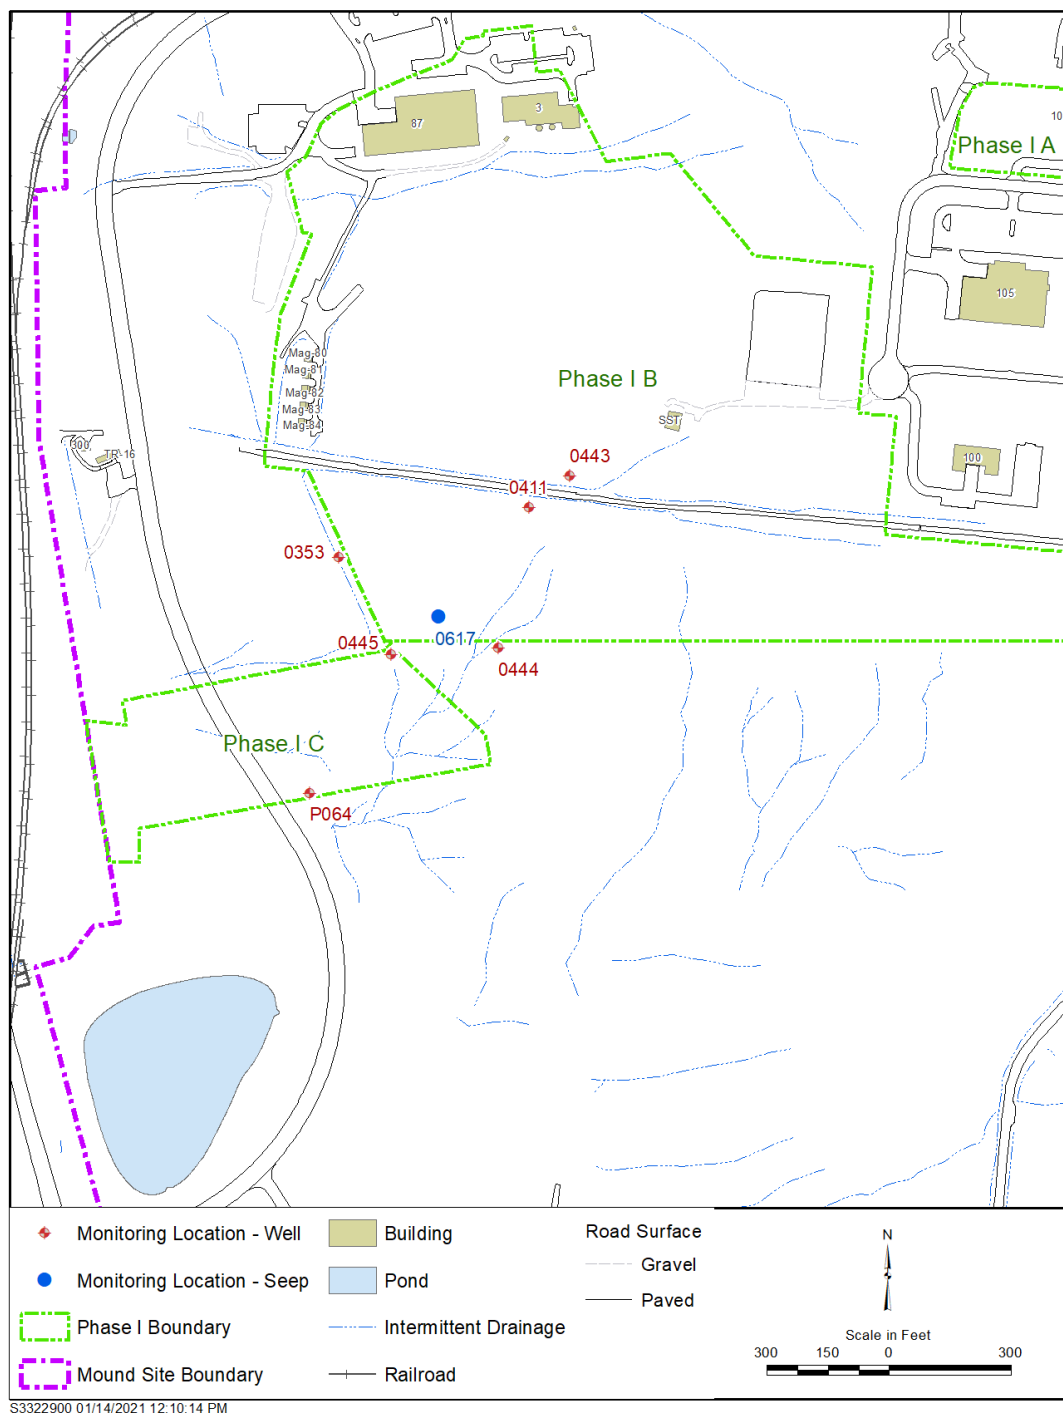 87
3
10
Phase I A
105
Mag-80
Mag-81
Mag-82
Mag-83
Mag-84
Phase I B
SST
300
TR-16
100
0443
0411
0353
0617
0445
0444
Phase I C
P064
Monitoring Location - Well
Monitoring Location - Seep
Phase I Boundary
Mound Site Boundary
Building
Pond
Intermittent Drainage
Railroad
Road Surface
Gravel
Paved
N
Scale in Feet
300 150 0 300
S3322900 01/14/2021 12:10:14 PM